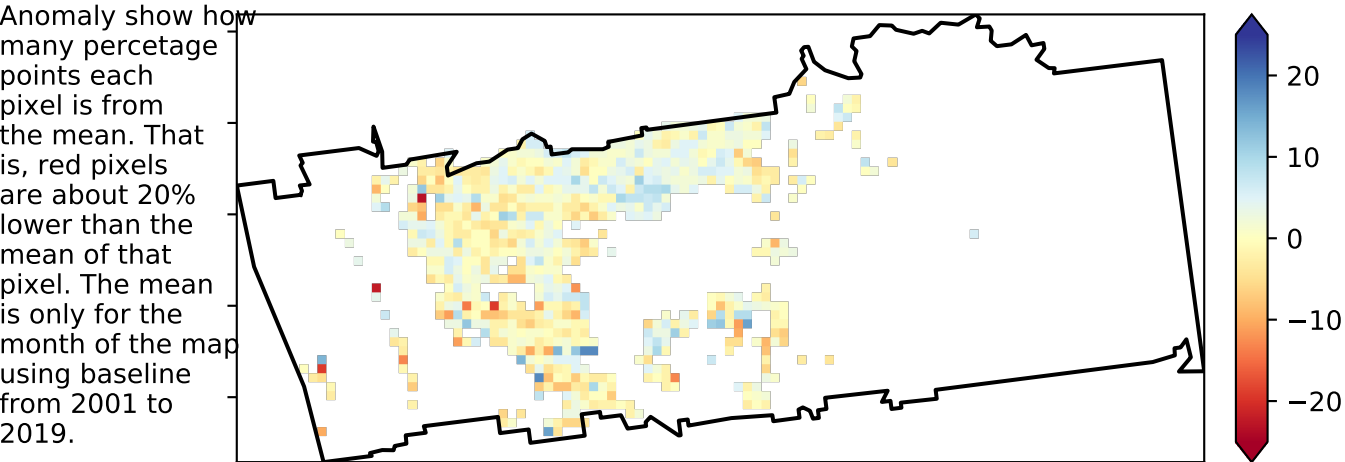 Anomaly show how
many percetage
points each
pixel is from
the mean. That
is, red pixels
are about 20%
lower than the
mean of that
pixel. The mean
is only for the
month of the map
using baseline
from 2001 to
2019.
20
10
0
−10
−20